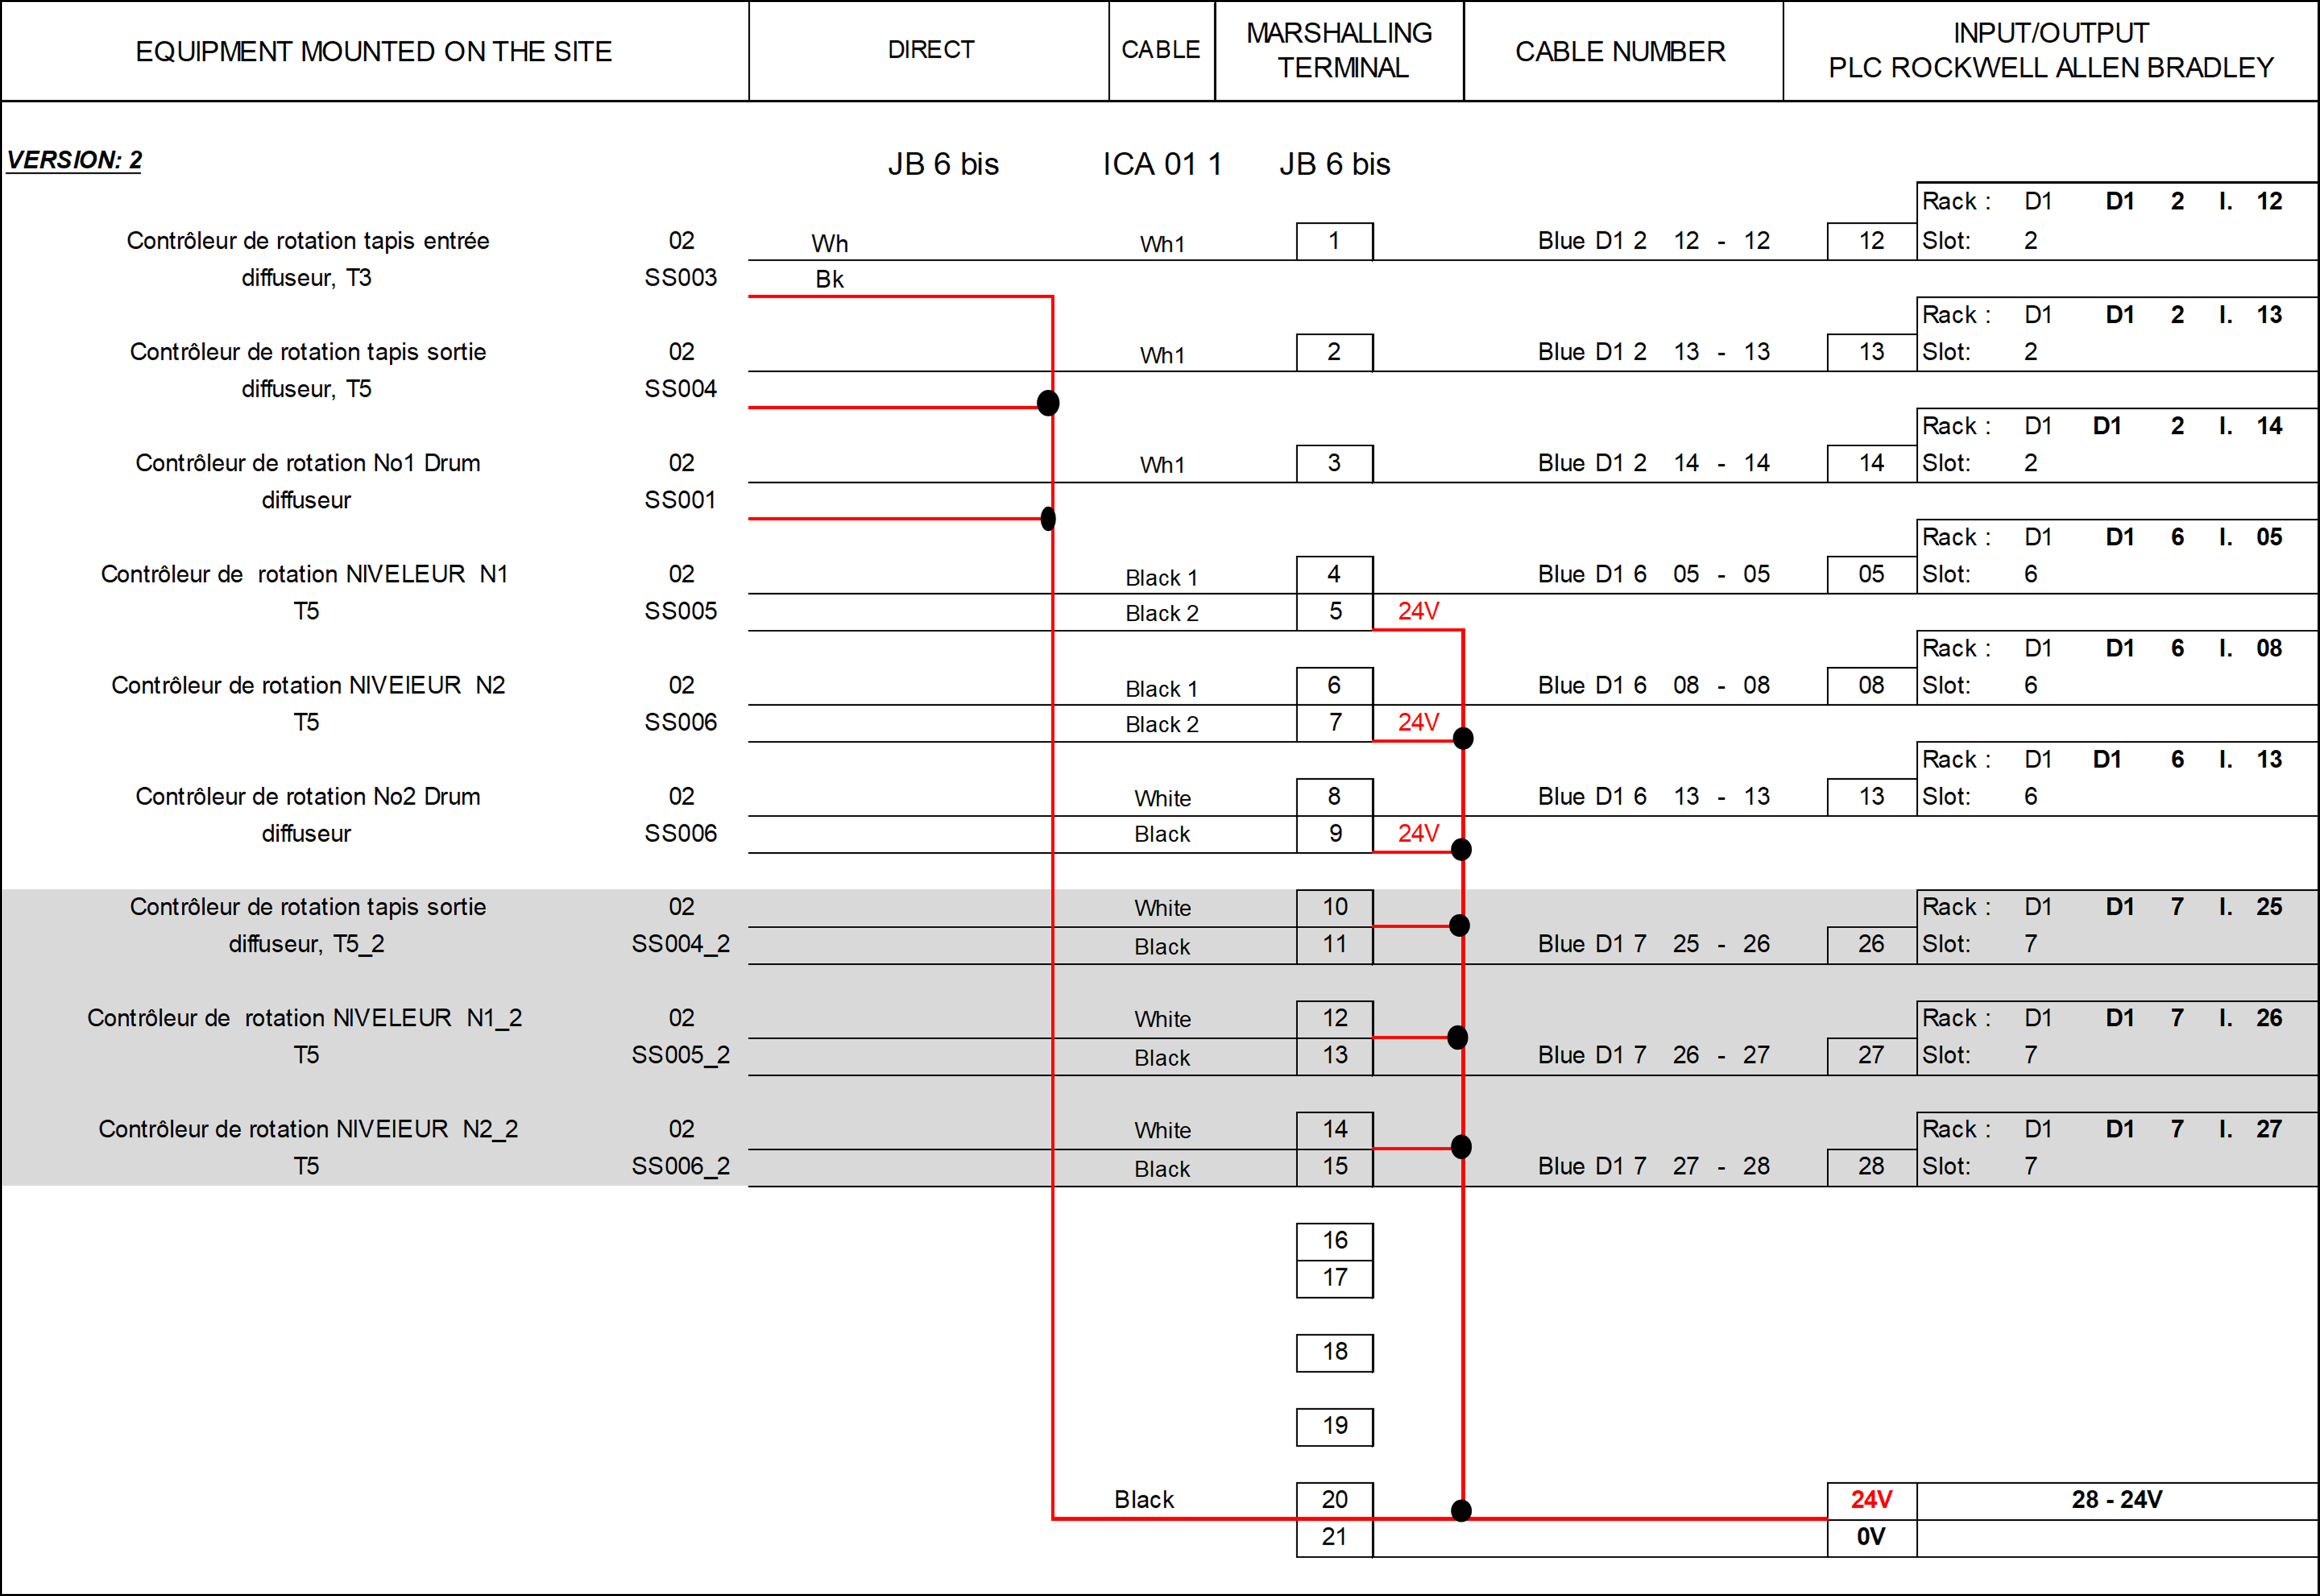 EQUIPMENT MOUNTED ON THE SITE DIRECT CABLE MARSHALLING TERMINAL CABLE NUMBER INPUT/OUTPUT PLC ROCKWELL ALLEN BRADLEY
VERSION: 2 JB 6 bis ICA 01 1 JB 6 bis
Rack : D1 D1 2 I. 12
Contrôleur de rotation tapis entrée 02 Wh Wh1 1 Blue D1 2 12 - 12 12 Slot: 2
diffuseur, T3 SS003 Bk
Rack : D1 D1 2 I. 13
Contrôleur de rotation tapis sortie 02 Wh1 2 Blue D1 2 13 - 13 13 Slot: 2
diffuseur, T5 SS004
Rack : D1 D1 2 I. 14
Contrôleur de rotation No1 Drum 02 Wh1 3 Blue D1 2 14 - 14 14 Slot: 2
diffuseur SS001
Rack : D1 D1 6 I. 05
Contrôleur de rotation NIVELEUR N1 02 Black 1 4 Blue D1 6 05 - 05 05 Slot: 6
T5 SS005 Black 2 5 24V
Rack : D1 D1 6 I. 08
Contrôleur de rotation NIVEIEUR N2 02 Black 1 6 Blue D1 6 08 - 08 08 Slot: 6
T5 SS006 Black 2 7 24V
Rack : D1 D1 6 I. 13
Contrôleur de rotation No2 Drum 02 White 8 Blue D1 6 13 - 13 13 Slot: 6
diffuseur SS006 Black 9 24V
Contrôleur de rotation tapis sortie 02 White 10 Rack : D1 D1 7 I. 25
diffuseur, T5_2 SS004_2 Black 11 Blue D1 7 25 - 26 26 Slot: 7
Contrôleur de rotation NIVELEUR N1_2 02 White 12 Rack : D1 D1 7 I. 26
T5 SS005_2 Black 13 Blue D1 7 26 - 27 27 Slot: 7
Contrôleur de rotation NIVEIEUR N2_2 02 White 14 Rack : D1 D1 7 I. 27
T5 SS006_2 Black 15 Blue D1 7 27 - 28 28 Slot: 7
16
17
18
19
Black 20 24V 28 - 24V
21 0V